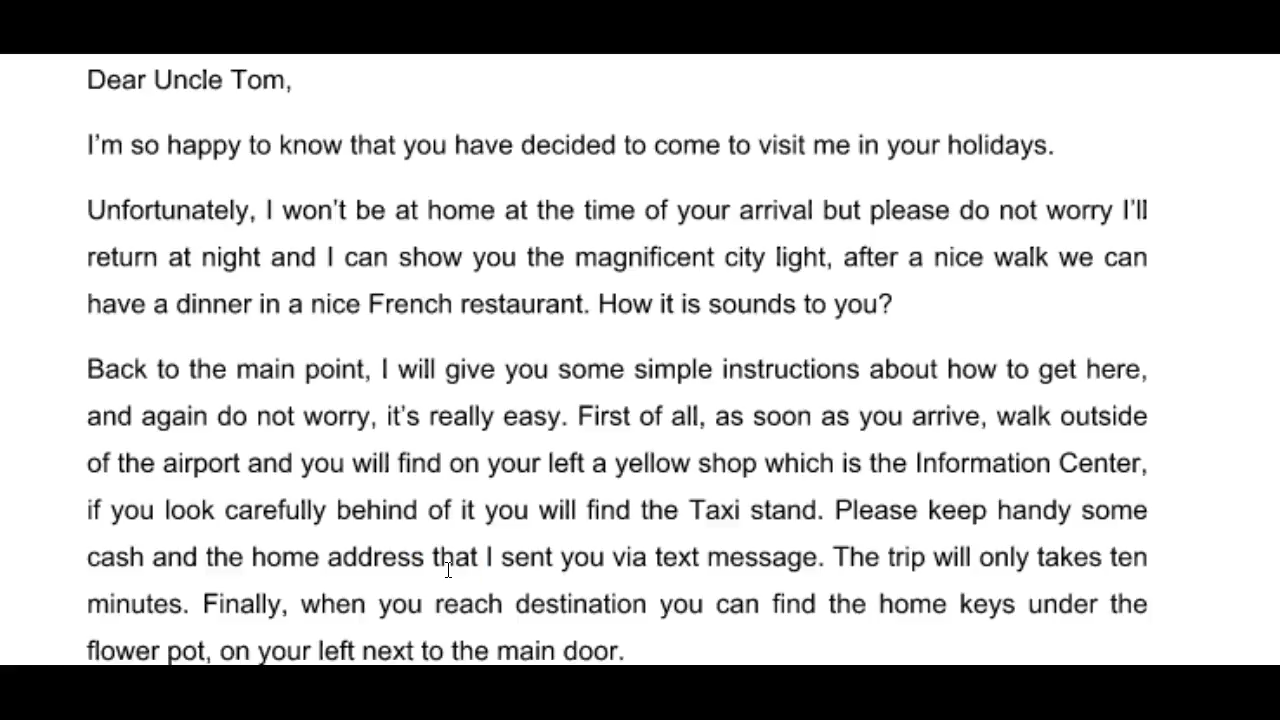 Dear Uncle Tom,
I’m so happy to know that you have decided to come to visit me in your holidays.
Unfortunately, I won’t be at home at the time of your arrival but please do not worry I’ll
return at night and I can show you the magnificent city light, after a nice walk we can
have a dinner in a nice French restaurant. How it is sounds to you?
Back to the main point, I will give you some simple instructions about how to get here,
and again do not worry, it’s really easy. First of all, as soon as you arrive, walk outside
of the airport and you will find on your left a yellow shop which is the Information Center,
if you look carefully behind of it you will find the Taxi stand. Please keep handy some
cash and the home address that I sent you via text message. The trip will only takes ten
minutes. Finally, when you reach destination you can find the home keys under the
flower pot, on your left next to the main door.